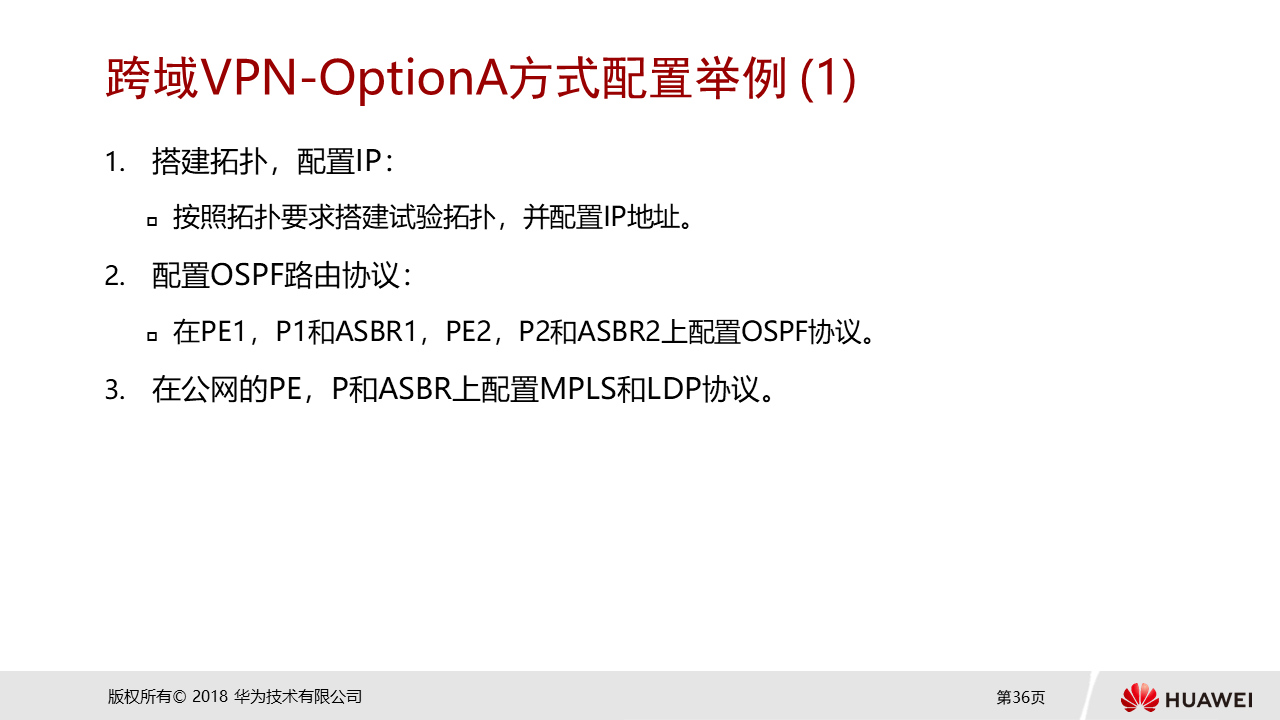 跨域VPN-OptionA方式配置举例 (1)
1. 搭建拓扑，配置IP：
按照拓扑要求搭建试验拓扑，并配置IP地址。
2. 配置OSPF路由协议：
在PE1，P1和ASBR1，PE2，P2和ASBR2上配置OSPF协议。
3. 在公网的PE，P和ASBR上配置MPLS和LDP协议。
版权所有© 2018 华为技术有限公司
第36页
HUAWEI